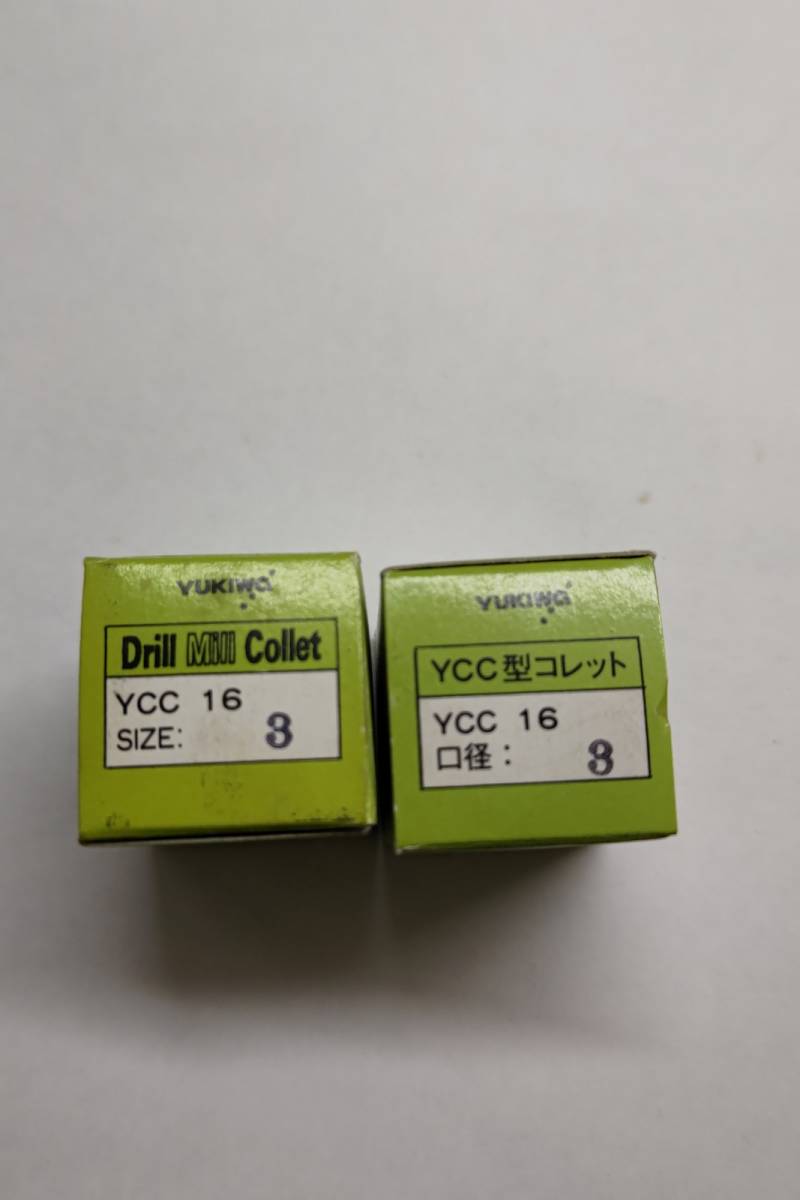 YUKIWA
Drill Mill Collet
YCC 16
SIZE: 3
YUKIWA
YCC型コレット
YCC 16
口径: 3